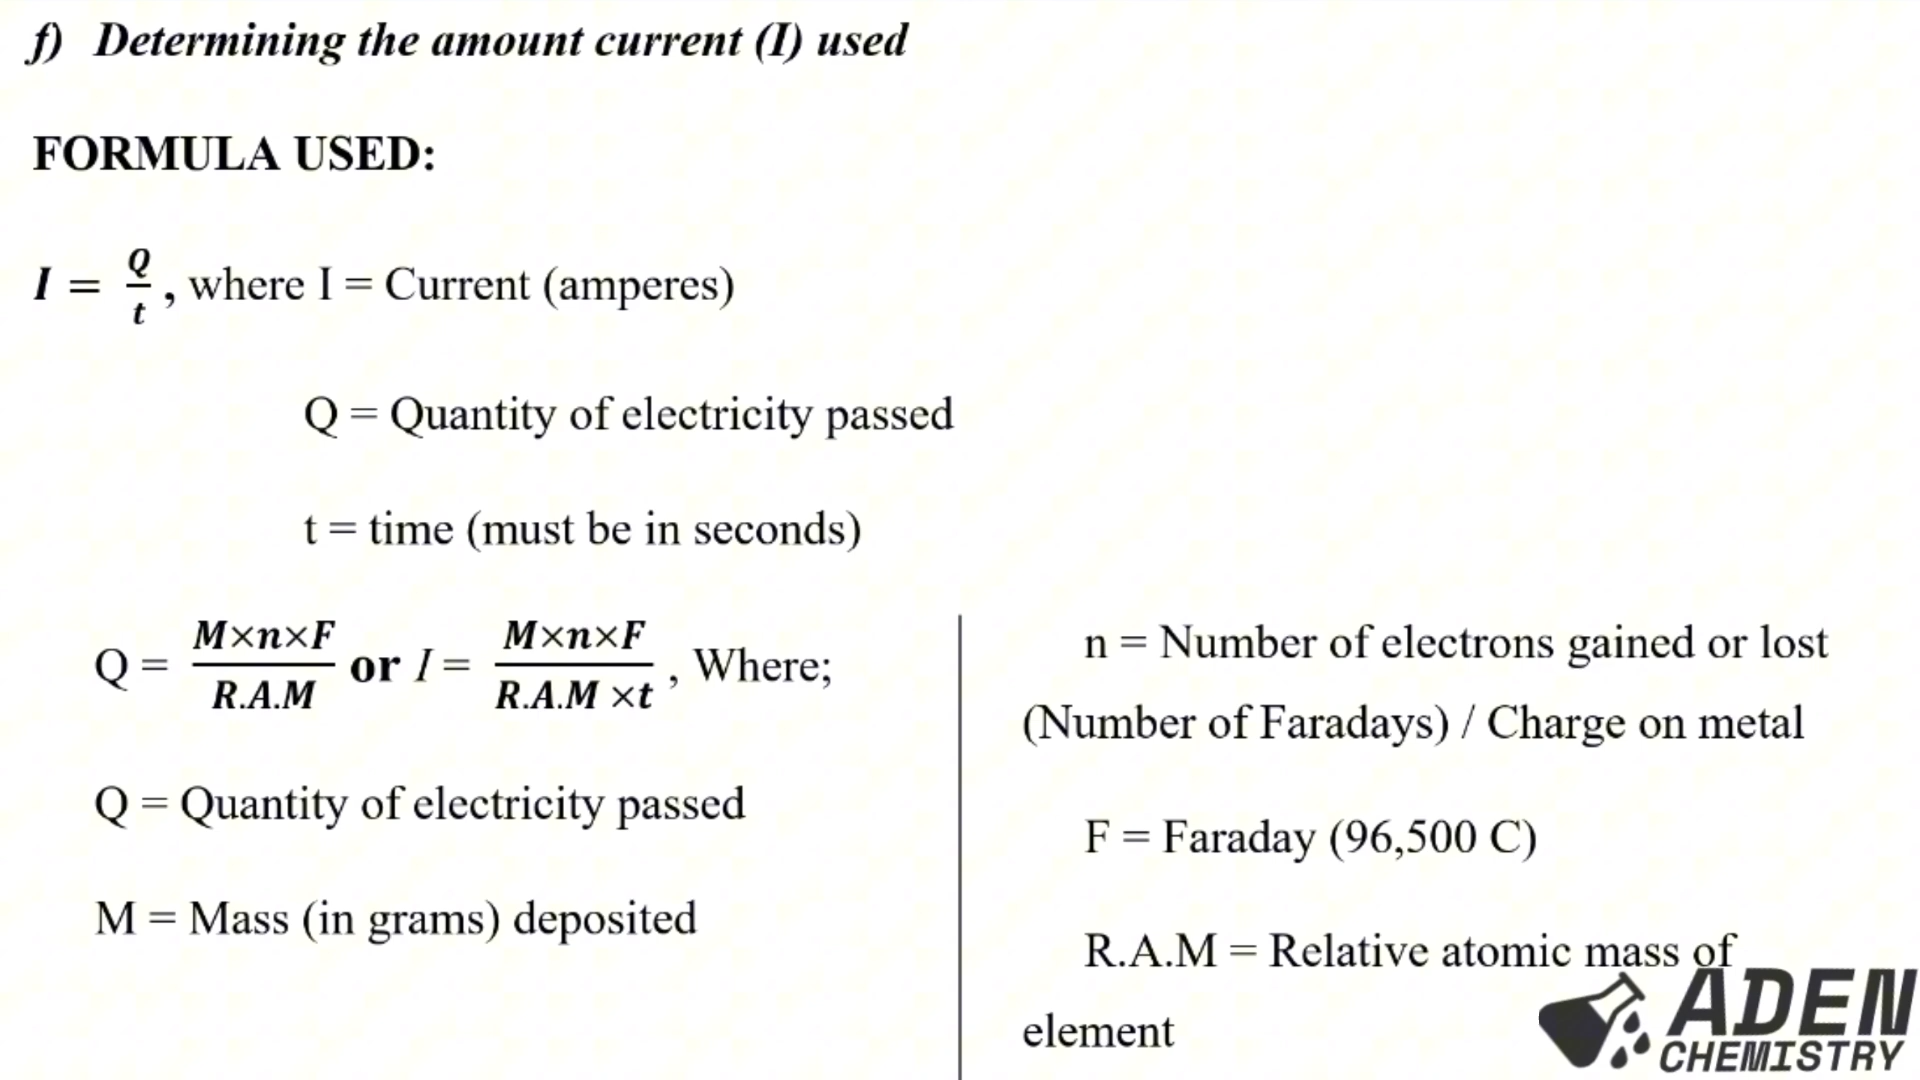 f) Determining the amount current (I) used
FORMULA USED:
I = Q/t, where I = Current (amperes)
Q = Quantity of electricity passed
t = time (must be in seconds)
Q = M×n×F/R.A.M or I = M×n×F/R.A.M ×t, Where;
Q = Quantity of electricity passed
M = Mass (in grams) deposited
n = Number of electrons gained or lost
(Number of Faradays) / Charge on metal
F = Faraday (96,500 C)
R.A.M = Relative atomic mass of
element
ADEN
CHEMISTRY